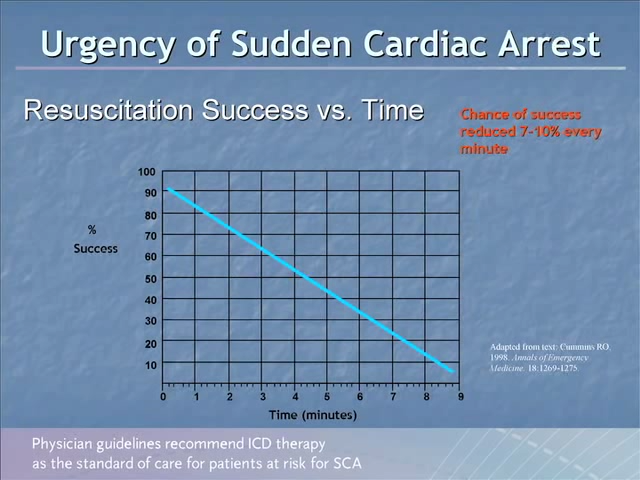 Urgency of Sudden Cardiac Arrest
Resuscitation Success vs. Time
Chance of success
reduced 7-10% every
minute
100
90
80
70
60
50
40
30
20
10
%
Success
0 1 2 3 4 5 6 7 8 9
Time (minutes)
Adapted from text: Cummins RO,
1998. Annals of Emergency
Medicine. 18:1269-1275.
Physician guidelines recommend ICD therapy
as the standard of care for patients at risk for SCA